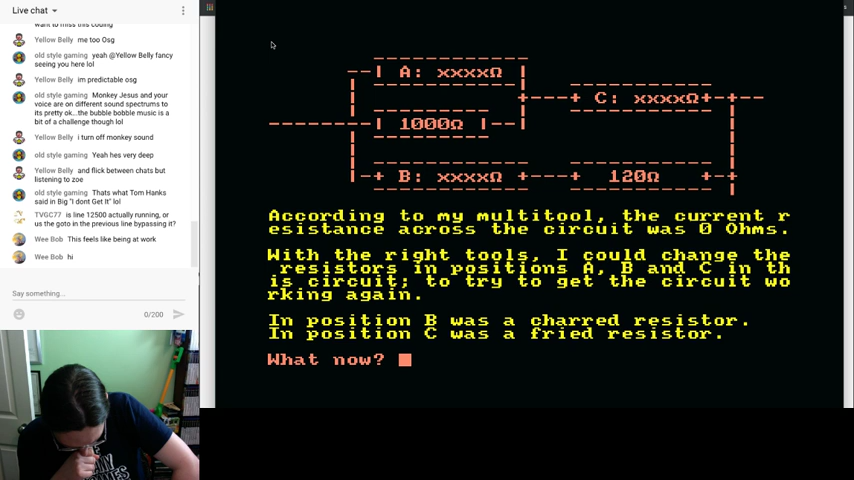 Live chat
want to miss this coding
Yellow Belly me too Osg
old style gaming yeah @Yellow Belly fancy
seeing you here lol
Yellow Belly im predictable osg
old style gaming Monkey Jesus and your
voice are on different sound spectrums to
its pretty ok...the bubble bobble music is a
bit of a challenge though lol
Yellow Belly i turn off monkey sound
old style gaming Yeah hes very deep
Yellow Belly and flick between chats but
listening to zoe
old style gaming Thats what Tom Hanks
said in Big "I dont Get It" lol
TVGC77 is line 12500 actually running, or
us the goto in the previous line bypassing it?
Wee Bob This feels like being at work
Wee Bob hi
Say something...
0/200
A: xxxxΩ
C: xxxxΩ
1000Ω
B: xxxxΩ
120Ω
According to my multitool, the current r
esistance across the circuit was 0 Ohms.
With the right tools, I could change the
resistors in positions A, B and C in th
is circuit; to try to get the circuit wo
rking again.
In position B was a charred resistor.
In position C was a fried resistor.
What now?